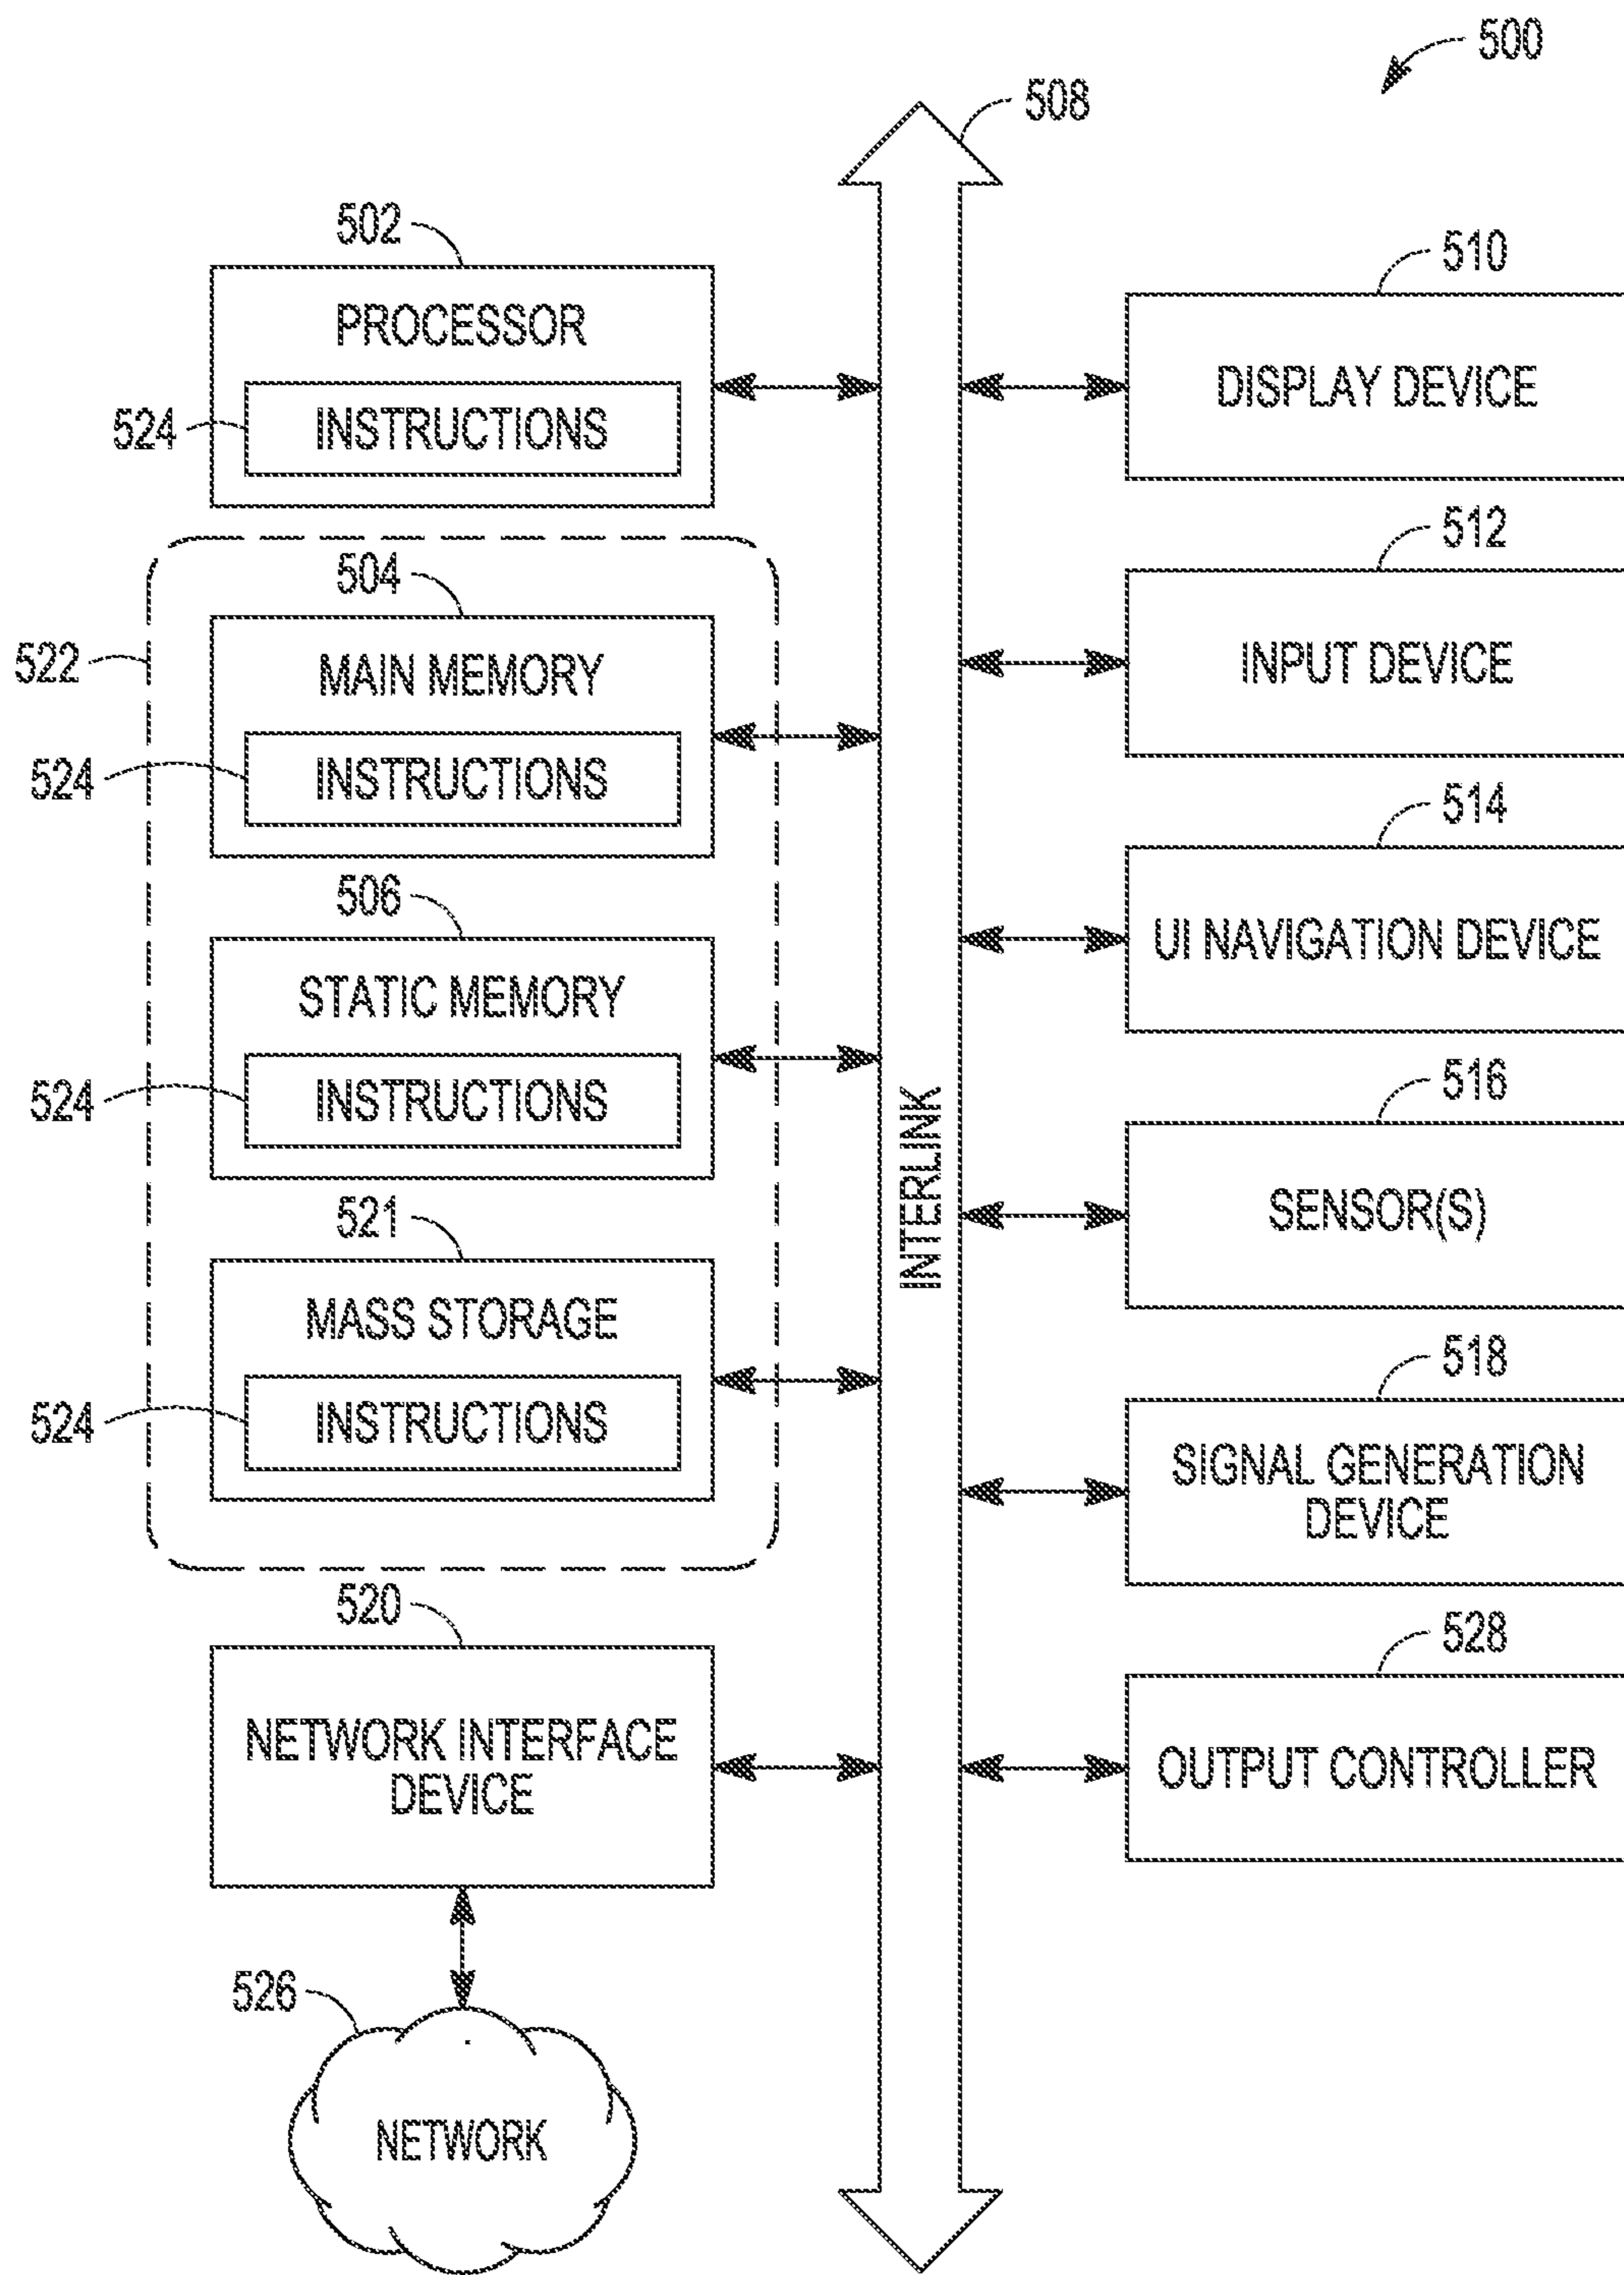 500
508
502
PROCESSOR
524
INSTRUCTIONS
504
522
MAIN MEMORY
524
INSTRUCTIONS
506
STATIC MEMORY
524
INSTRUCTIONS
521
MASS STORAGE
524
INSTRUCTIONS
520
NETWORK INTERFACE
DEVICE
526
NETWORK
INTERLINK
510
DISPLAY DEVICE
512
INPUT DEVICE
514
UI NAVIGATION DEVICE
516
SENSOR(S)
518
SIGNAL GENERATION
DEVICE
528
OUTPUT CONTROLLER